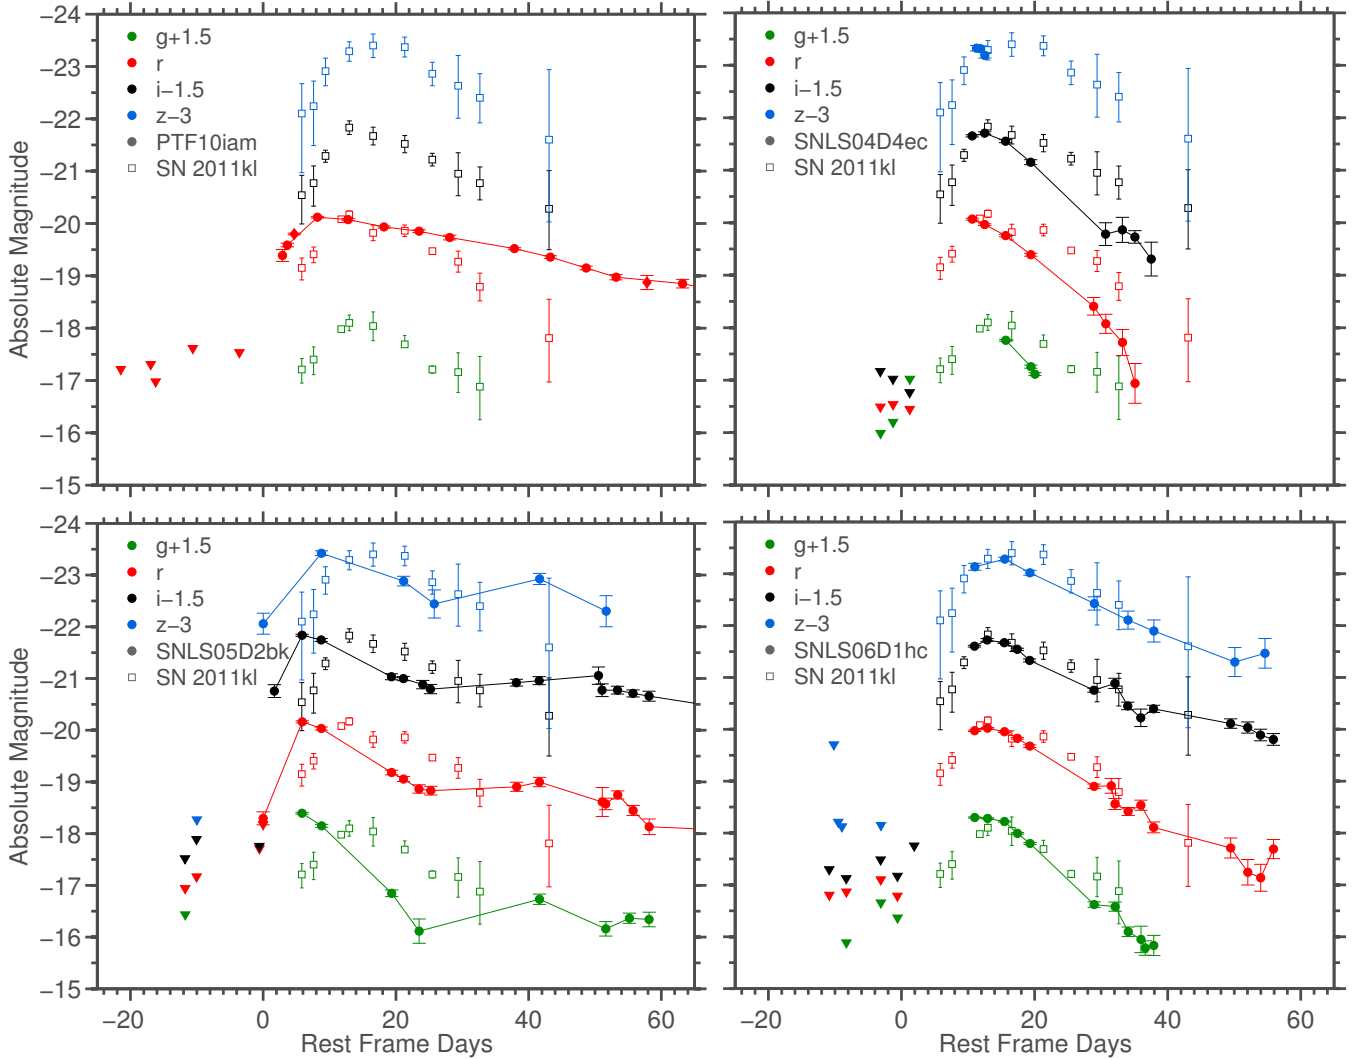 −24
−23
−22
−21
−20
−19
−18
−17
−16
−15
Absolute Magnitude
g+1.5
r
i−1.5
z−3
PTF10iam
SN 2011kl
g+1.5
r
i−1.5
z−3
SNLS04D4ec
SN 2011kl
−24
−23
−22
−21
−20
−19
−18
−17
−16
−15
Absolute Magnitude
g+1.5
r
i−1.5
z−3
SNLS05D2bk
SN 2011kl
−20 0 20 40 60
Rest Frame Days
g+1.5
r
i−1.5
z−3
SNLS06D1hc
SN 2011kl
−20 0 20 40 60
Rest Frame Days